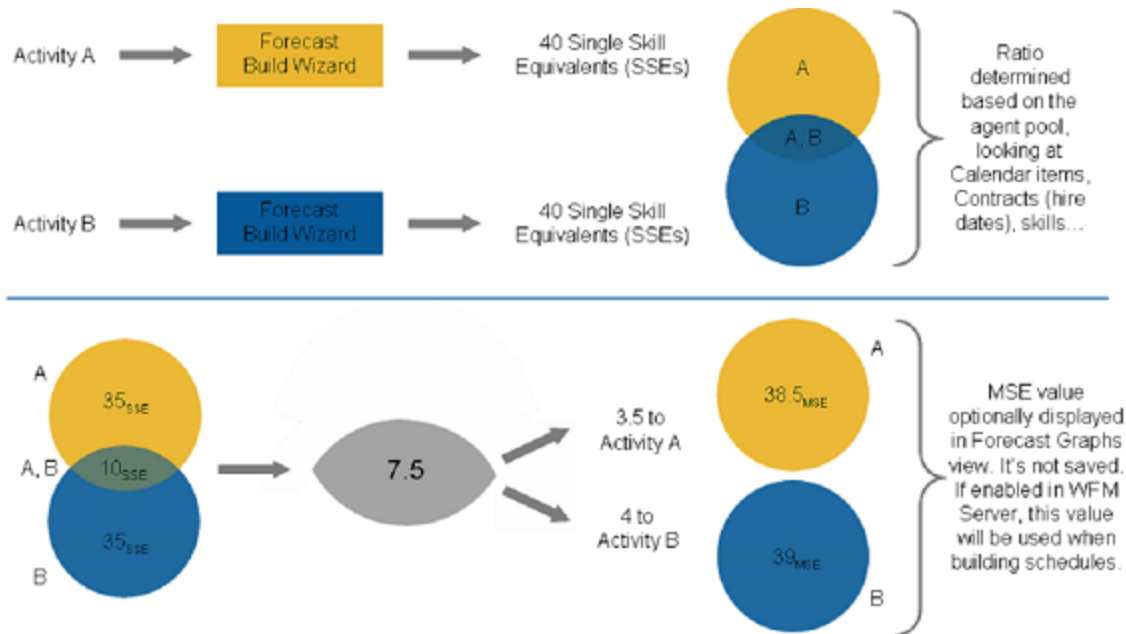 Activity A
Forecast
Build Wizard
40 Single Skill
Equivalents (SSEs)
A
A, B
B
Ratio
determined
based on the
agent pool,
looking at
Calendar items,
Contracts (hire
dates), skills...
Activity B
Forecast
Build Wizard
40 Single Skill
Equivalents (SSEs)
A
35SSE
A, B
10SSE
35SSE
B
7.5
3.5 to
Activity A
4 to
Activity B
A
38.5MSE
39MSE
B
MSE value
optionally displayed
in Forecast Graphs
view. It's not saved.
If enabled in WFM
Server, this value
will be used when
building schedules.